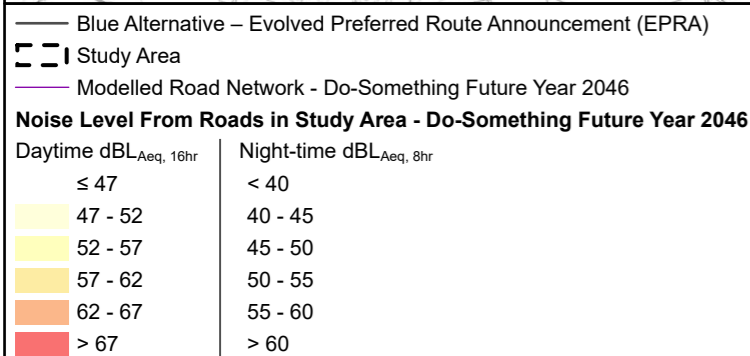 Blue Alternative – Evolved Preferred Route Announcement (EPRA)
Study Area
Modelled Road Network - Do-Something Future Year 2046
Noise Level From Roads in Study Area - Do-Something Future Year 2046
Daytime dBLAeq, 16hr Night-time dBLAeq, 8hr
≤ 47 < 40
47 - 52 40 - 45
52 - 57 45 - 50
57 - 62 50 - 55
62 - 67 55 - 60
> 67 > 60